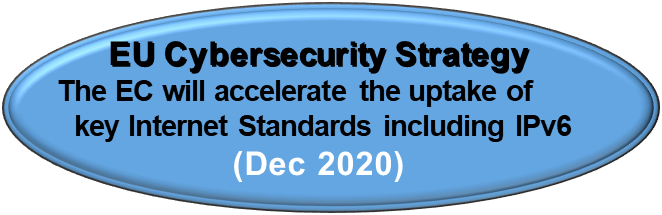 EU Cybersecurity Strategy
The EC will accelerate the uptake of
key Internet Standards including IPv6
(Dec 2020)